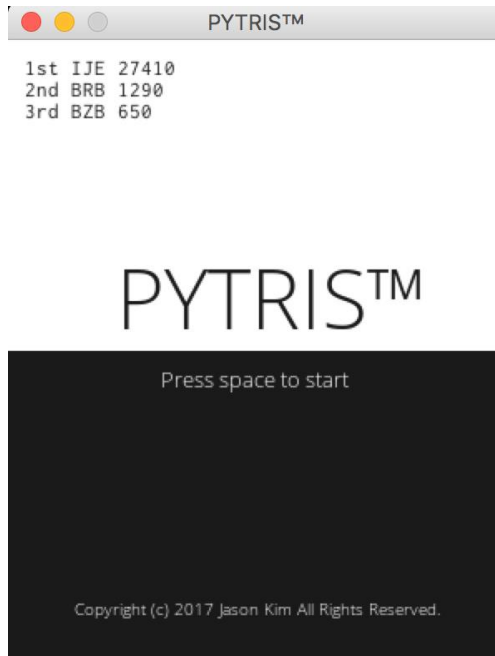 PYTRIS™
1st IJE 27410
2nd BRB 1290
3rd BZB 650
PYTRIS™
Press space to start
Copyright (c) 2017 Jason Kim All Rights Reserved.